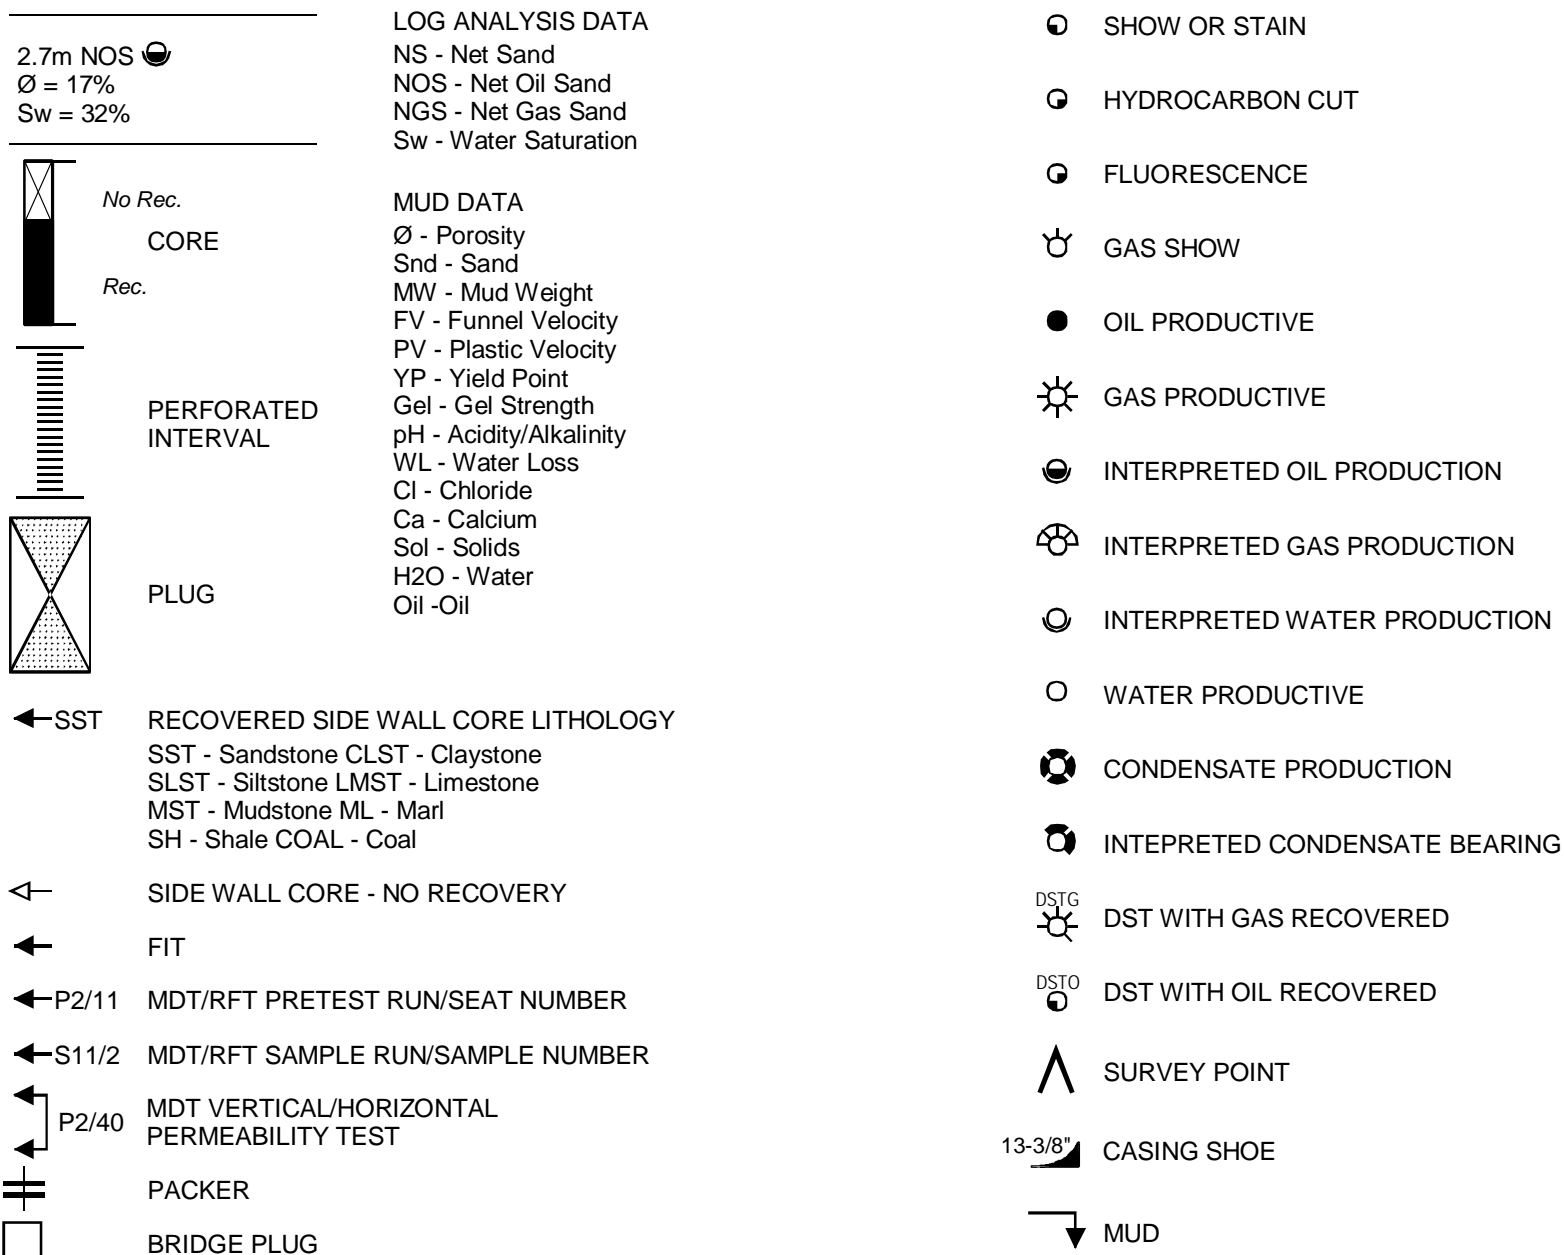 2.7m NOS
Ø = 17%
Sw = 32%
No Rec.
CORE
Rec.
PERFORATED
INTERVAL
PLUG
LOG ANALYSIS DATA
NS - Net Sand
NOS - Net Oil Sand
NGS - Net Gas Sand
Sw - Water Saturation
MUD DATA
Ø - Porosity
Snd - Sand
MW - Mud Weight
FV - Funnel Velocity
PV - Plastic Velocity
YP - Yield Point
Gel - Gel Strength
pH - Acidity/Alkalinity
WL - Water Loss
Cl - Chloride
Ca - Calcium
Sol - Solids
H2O - Water
Oil -Oil
SST RECOVERED SIDE WALL CORE LITHOLOGY
SST - Sandstone CLST - Claystone
SLST - Siltstone LMST - Limestone
MST - Mudstone ML - Marl
SH - Shale COAL - Coal
SIDE WALL CORE - NO RECOVERY
FIT
P2/11 MDT/RFT PRETEST RUN/SEAT NUMBER
S11/2 MDT/RFT SAMPLE RUN/SAMPLE NUMBER
P2/40 MDT VERTICAL/HORIZONTAL
PERMEABILITY TEST
PACKER
BRIDGE PLUG
SHOW OR STAIN
HYDROCARBON CUT
FLUORESCENCE
GAS SHOW
OIL PRODUCTIVE
GAS PRODUCTIVE
INTERPRETED OIL PRODUCTION
INTERPRETED GAS PRODUCTION
INTERPRETED WATER PRODUCTION
WATER PRODUCTIVE
CONDENSATE PRODUCTION
INTEPRETED CONDENSATE BEARING
DSTG
DST WITH GAS RECOVERED
DSTO
DST WITH OIL RECOVERED
SURVEY POINT
13-3/8" CASING SHOE
MUD